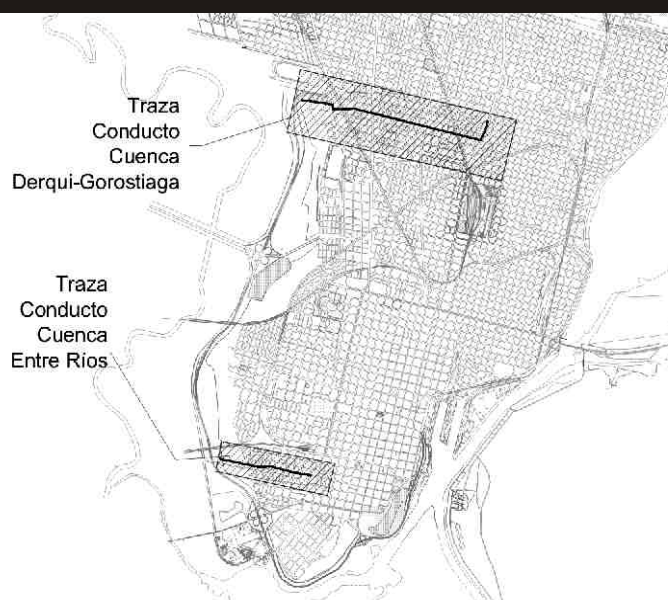 Traza
Conducto
Cuenca
Derqui-Gorostiaga
Traza
Conducto
Cuenca
Entre Ríos